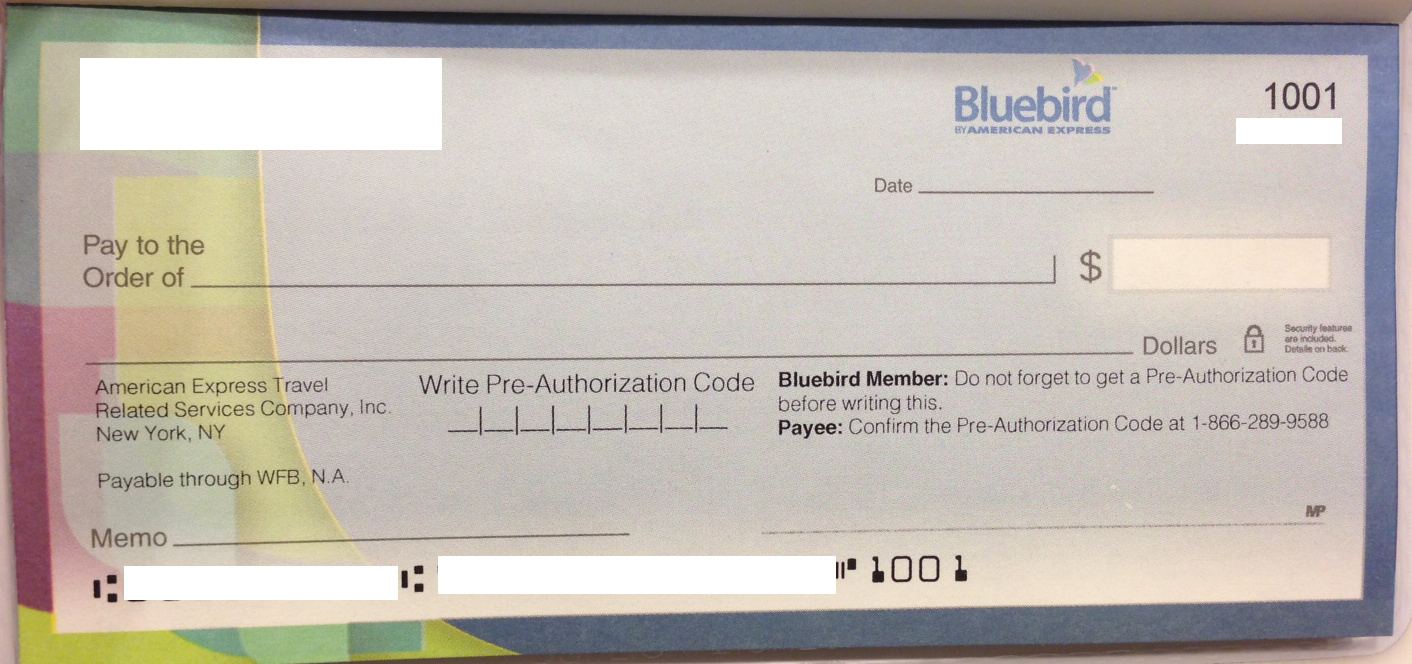 Bluebird™
BY AMERICAN EXPRESS
1001
Date
Pay to the
Order of
$
Dollars
Security features
are included.
Details on back.
American Express Travel
Related Services Company, Inc.
New York, NY
Payable through WFB, N.A.
Write Pre-Authorization Code
Bluebird Member: Do not forget to get a Pre-Authorization Code
before writing this.
Payee: Confirm the Pre-Authorization Code at 1-866-289-9588
MP
Memo
⑆ ⑆ ⑈ 1001